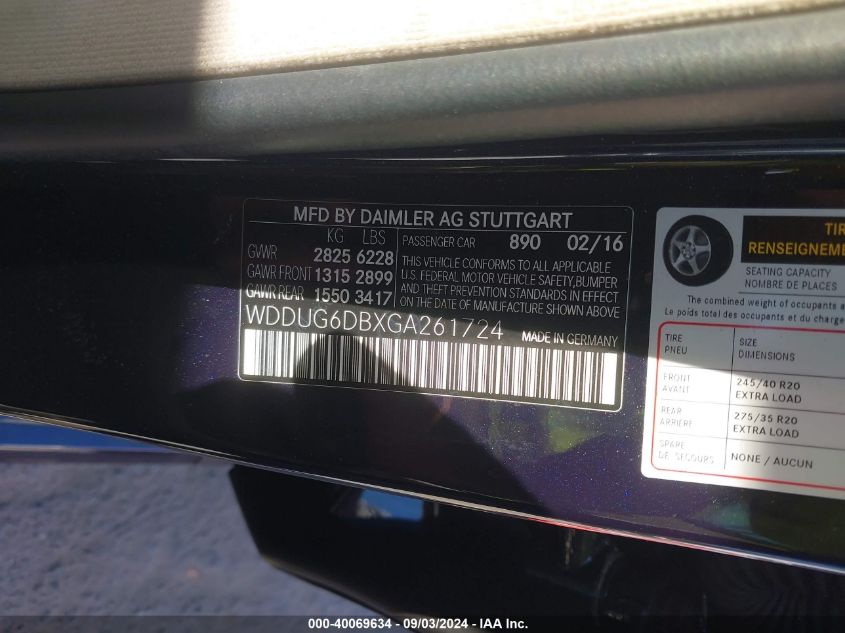 MFD BY DAIMLER AG STUTTGART
KG LBS
GVWR 2825 6228
GAWR FRONT 1315 2899
GAWR REAR 1550 3417
PASSENGER CAR 890 02/16
THIS VEHICLE CONFORMS TO ALL APPLICABLE
U.S. FEDERAL MOTOR VEHICLE SAFETY, BUMPER
AND THEFT PREVENTION STANDARDS IN EFFECT
ON THE DATE OF MANUFACTURE SHOWN ABOVE
WDDUG6DBXGA261724 MADE IN GERMANY
TIR
RENSEIGNEME
SEATING CAPACITY
NOMBRE DE PLACES
The combined weight of occupants
Le poids total des occupants et du
TIRE SIZE
PNEU DIMENSIONS
FRONT 245/40 R20
AVANT EXTRA LOAD
REAR 275/35 R20
ARRIÈRE EXTRA LOAD
SPARE NONE / AUCUN
DE SECOURS
000-40069634 - 09/03/2024 - IAA Inc.